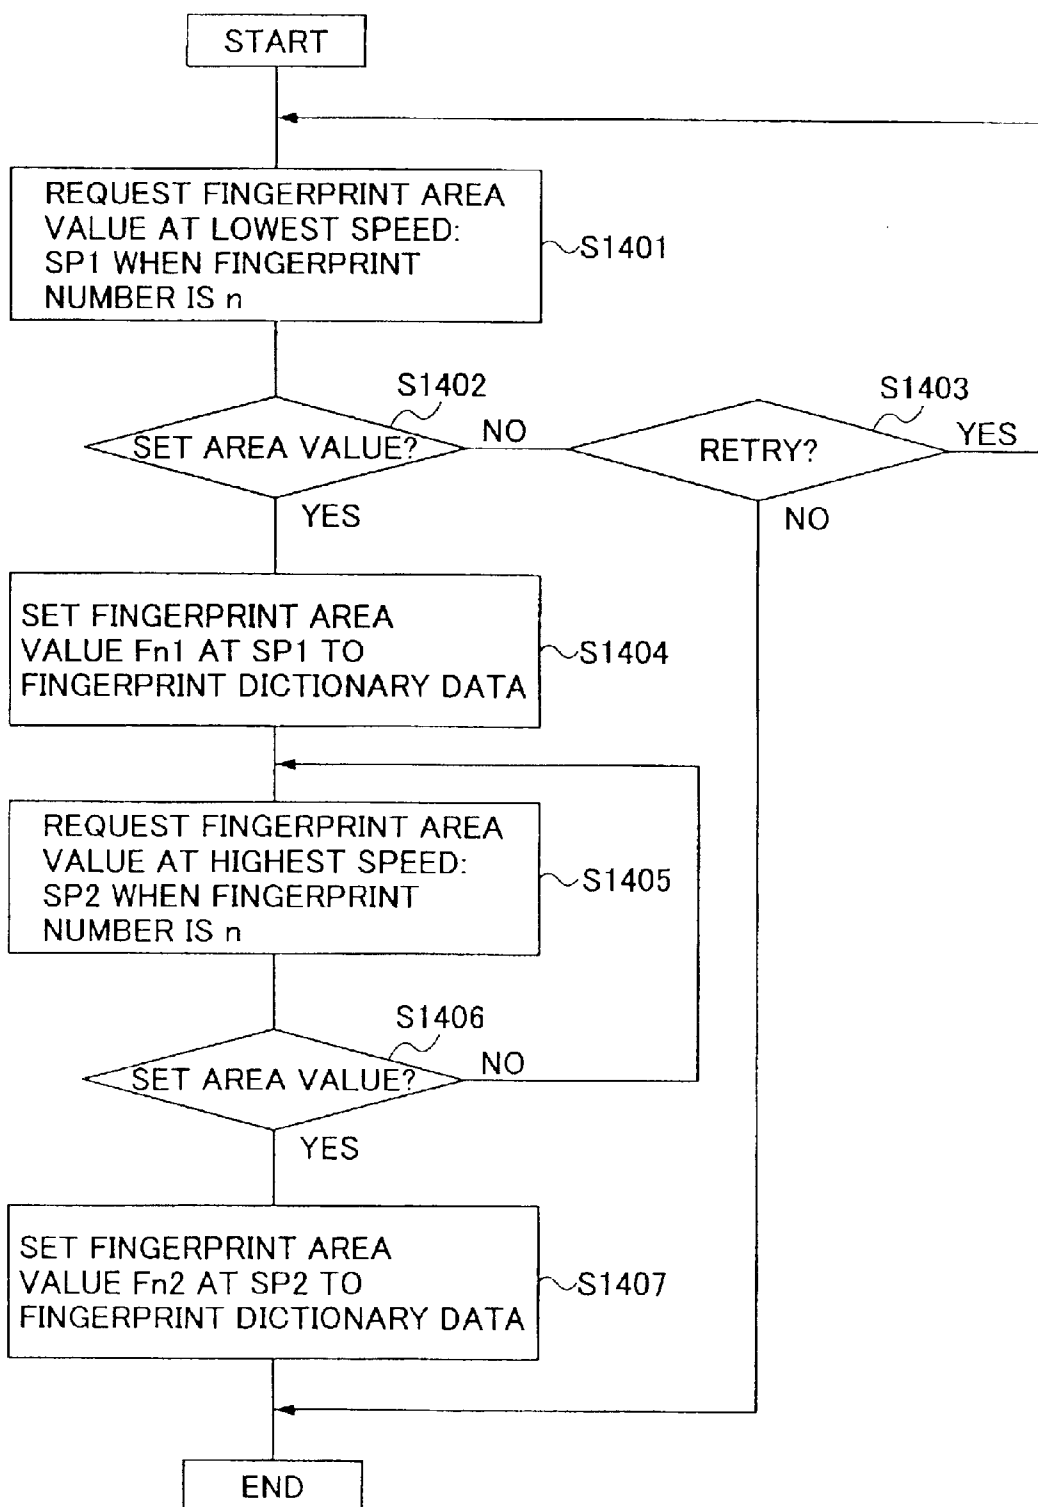 START
REQUEST FINGERPRINT AREA
VALUE AT LOWEST SPEED:
SP1 WHEN FINGERPRINT
NUMBER IS n
S1401
S1402
SET AREA VALUE?
NO
YES
S1403
RETRY?
YES
NO
SET FINGERPRINT AREA
VALUE Fn1 AT SP1 TO
FINGERPRINT DICTIONARY DATA
S1404
REQUEST FINGERPRINT AREA
VALUE AT HIGHEST SPEED:
SP2 WHEN FINGERPRINT
NUMBER IS n
S1405
S1406
SET AREA VALUE?
NO
YES
SET FINGERPRINT AREA
VALUE Fn2 AT SP2 TO
FINGERPRINT DICTIONARY DATA
S1407
END